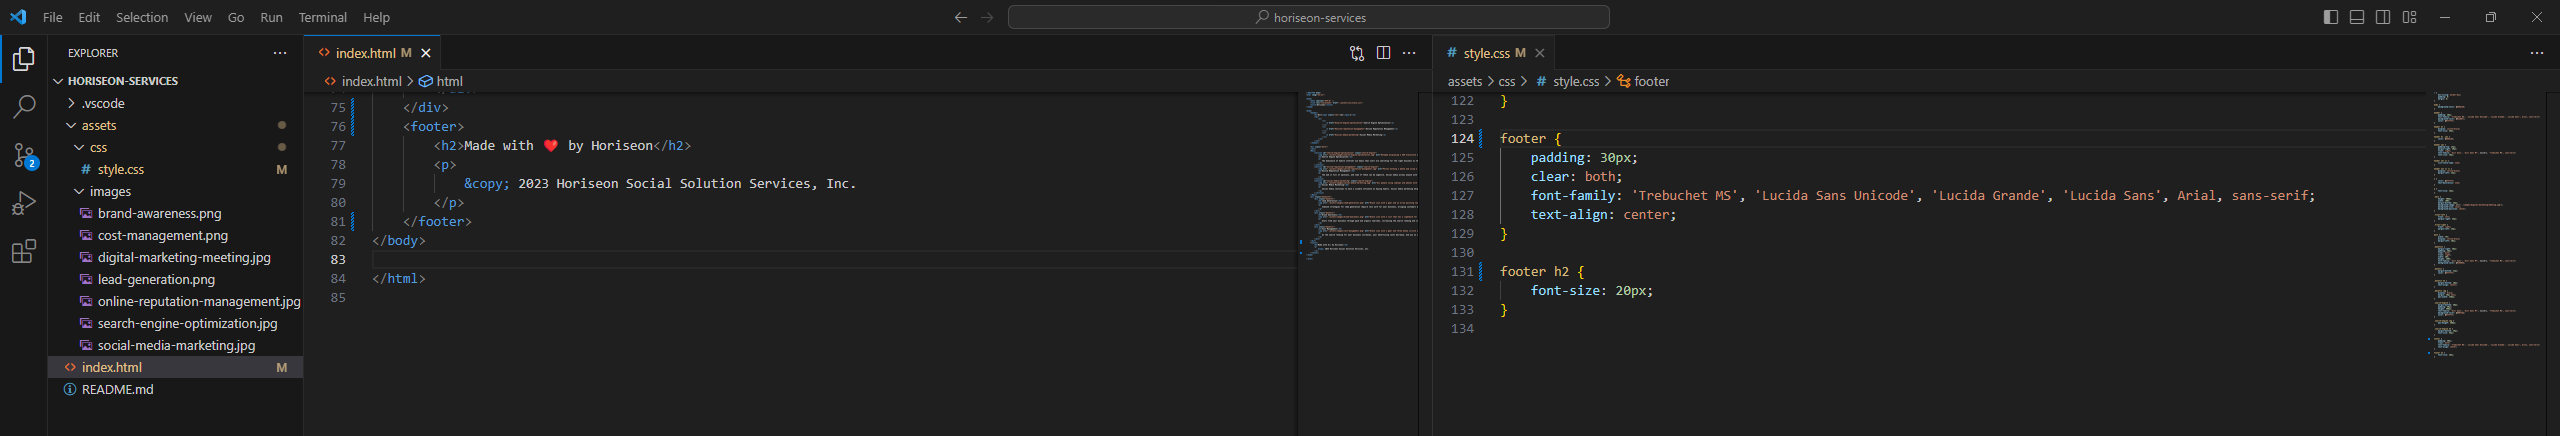 File Edit Selection View Go Run Terminal Help
horiseon-services
EXPLORER
HORISEON-SERVICES
.vscode
assets
css
# style.css M
images
brand-awareness.png
cost-management.png
digital-marketing-meeting.jpg
lead-generation.png
online-reputation-management.jpg
search-engine-optimization.jpg
social-media-marketing.jpg
<> index.html M
README.md
2
<> index.html M
<> index.html > html
75 </div>
76 <footer>
77 <h2>Made with ❤️ by Horiseon</h2>
78 <p>
79 &copy; 2023 Horiseon Social Solution Services, Inc.
80 </p>
81 </footer>
82 </body>
83
84 </html>
85
# style.css M
assets > css > # style.css > footer
122 }
123
124 footer {
125 padding: 30px;
126 clear: both;
127 font-family: 'Trebuchet MS', 'Lucida Sans Unicode', 'Lucida Grande', 'Lucida Sans', Arial, sans-serif;
128 text-align: center;
129 }
130
131 footer h2 {
132 font-size: 20px;
133 }
134